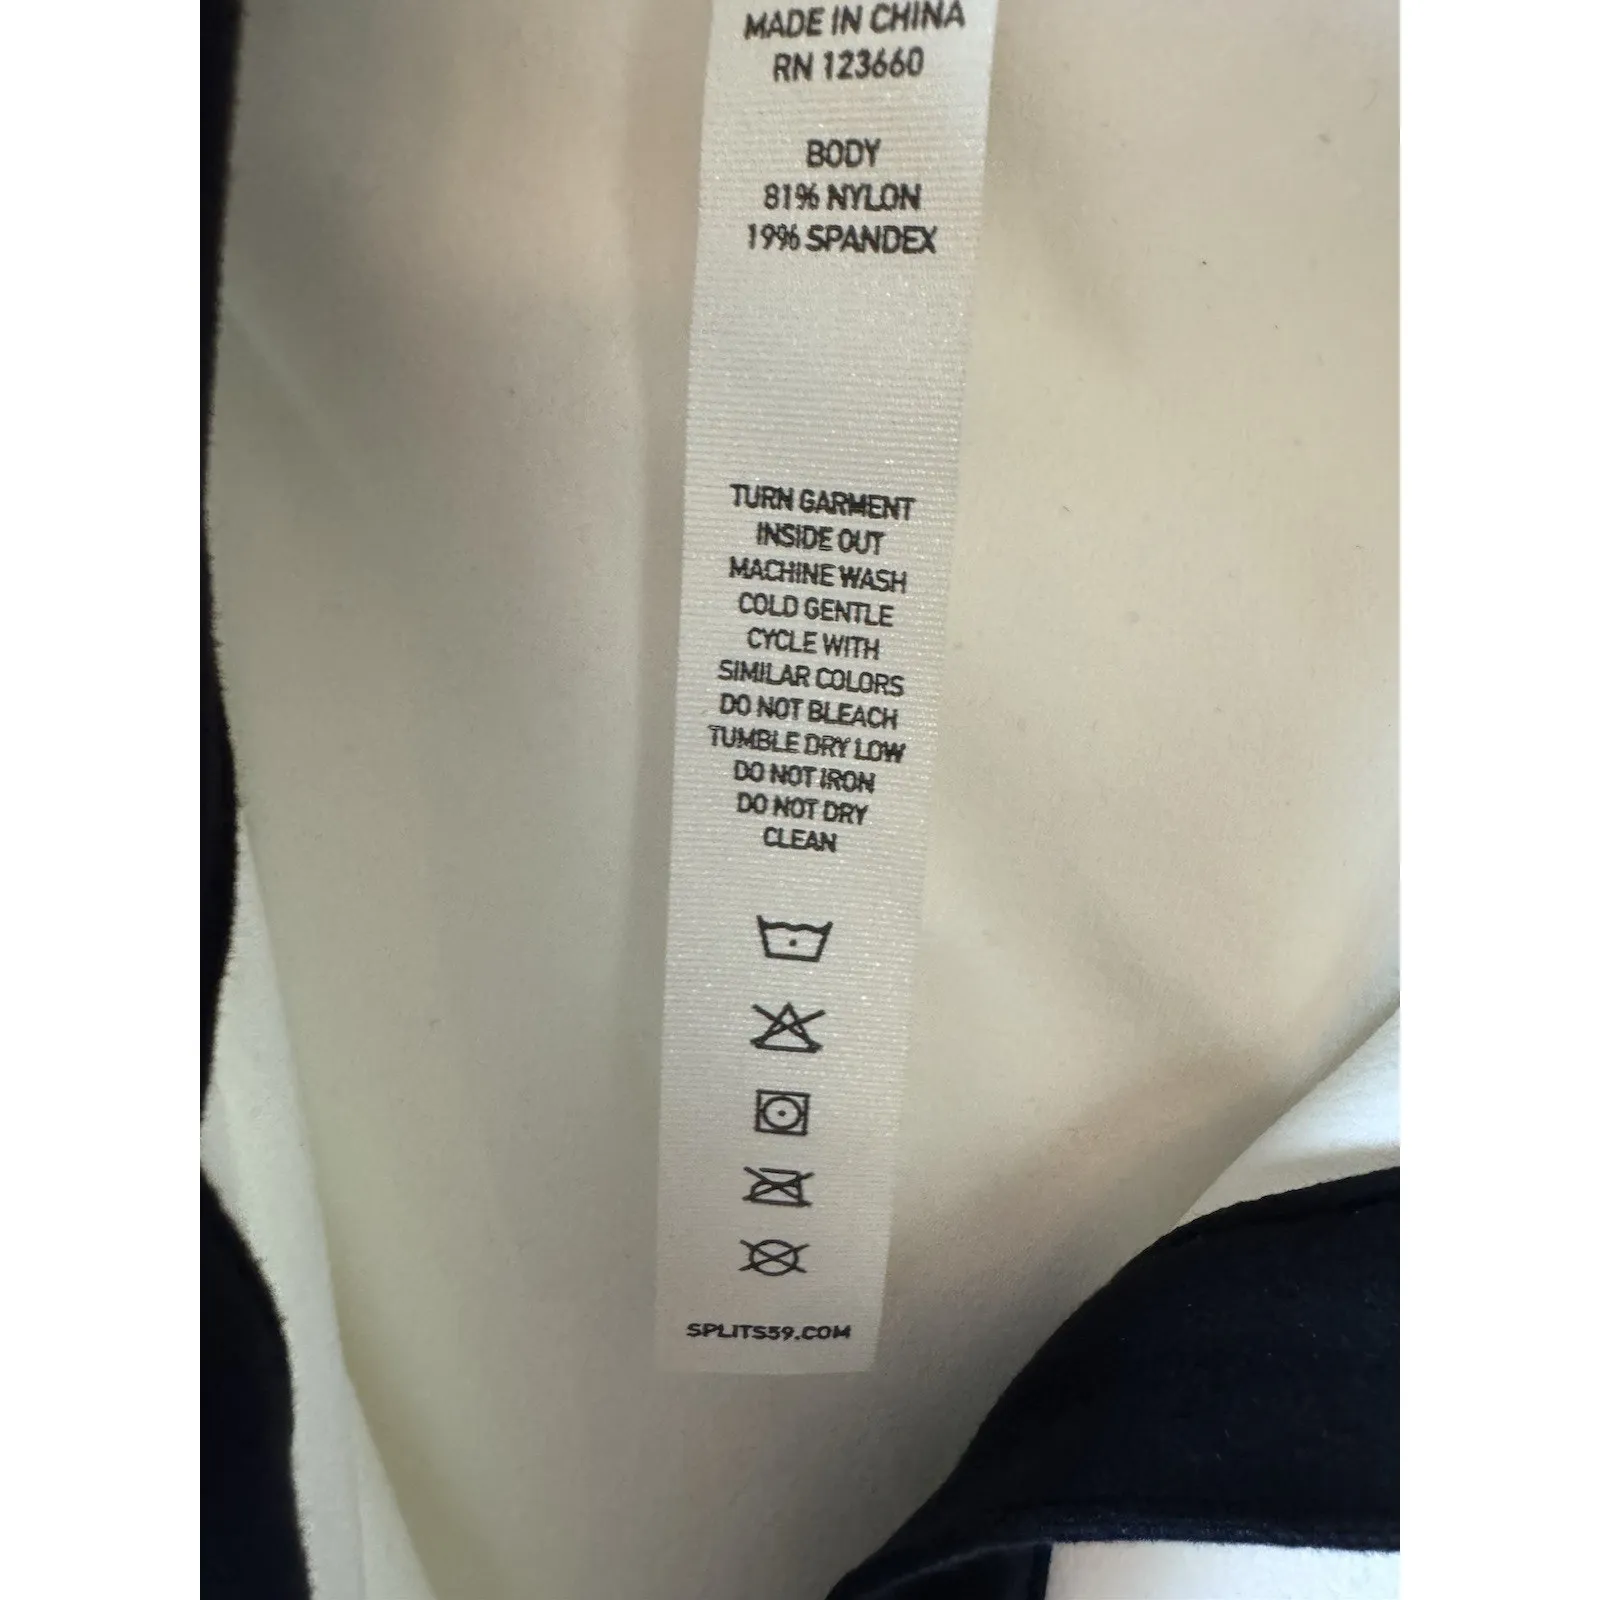 MADE IN CHINA
RN 123660
BODY
81% NYLON
19% SPANDEX
TURN GARMENT
INSIDE OUT
MACHINE WASH
COLD GENTLE
CYCLE WITH
SIMILAR COLORS
DO NOT BLEACH
TUMBLE DRY LOW
DO NOT IRON
DO NOT DRY
CLEAN
SPLITS59.COM